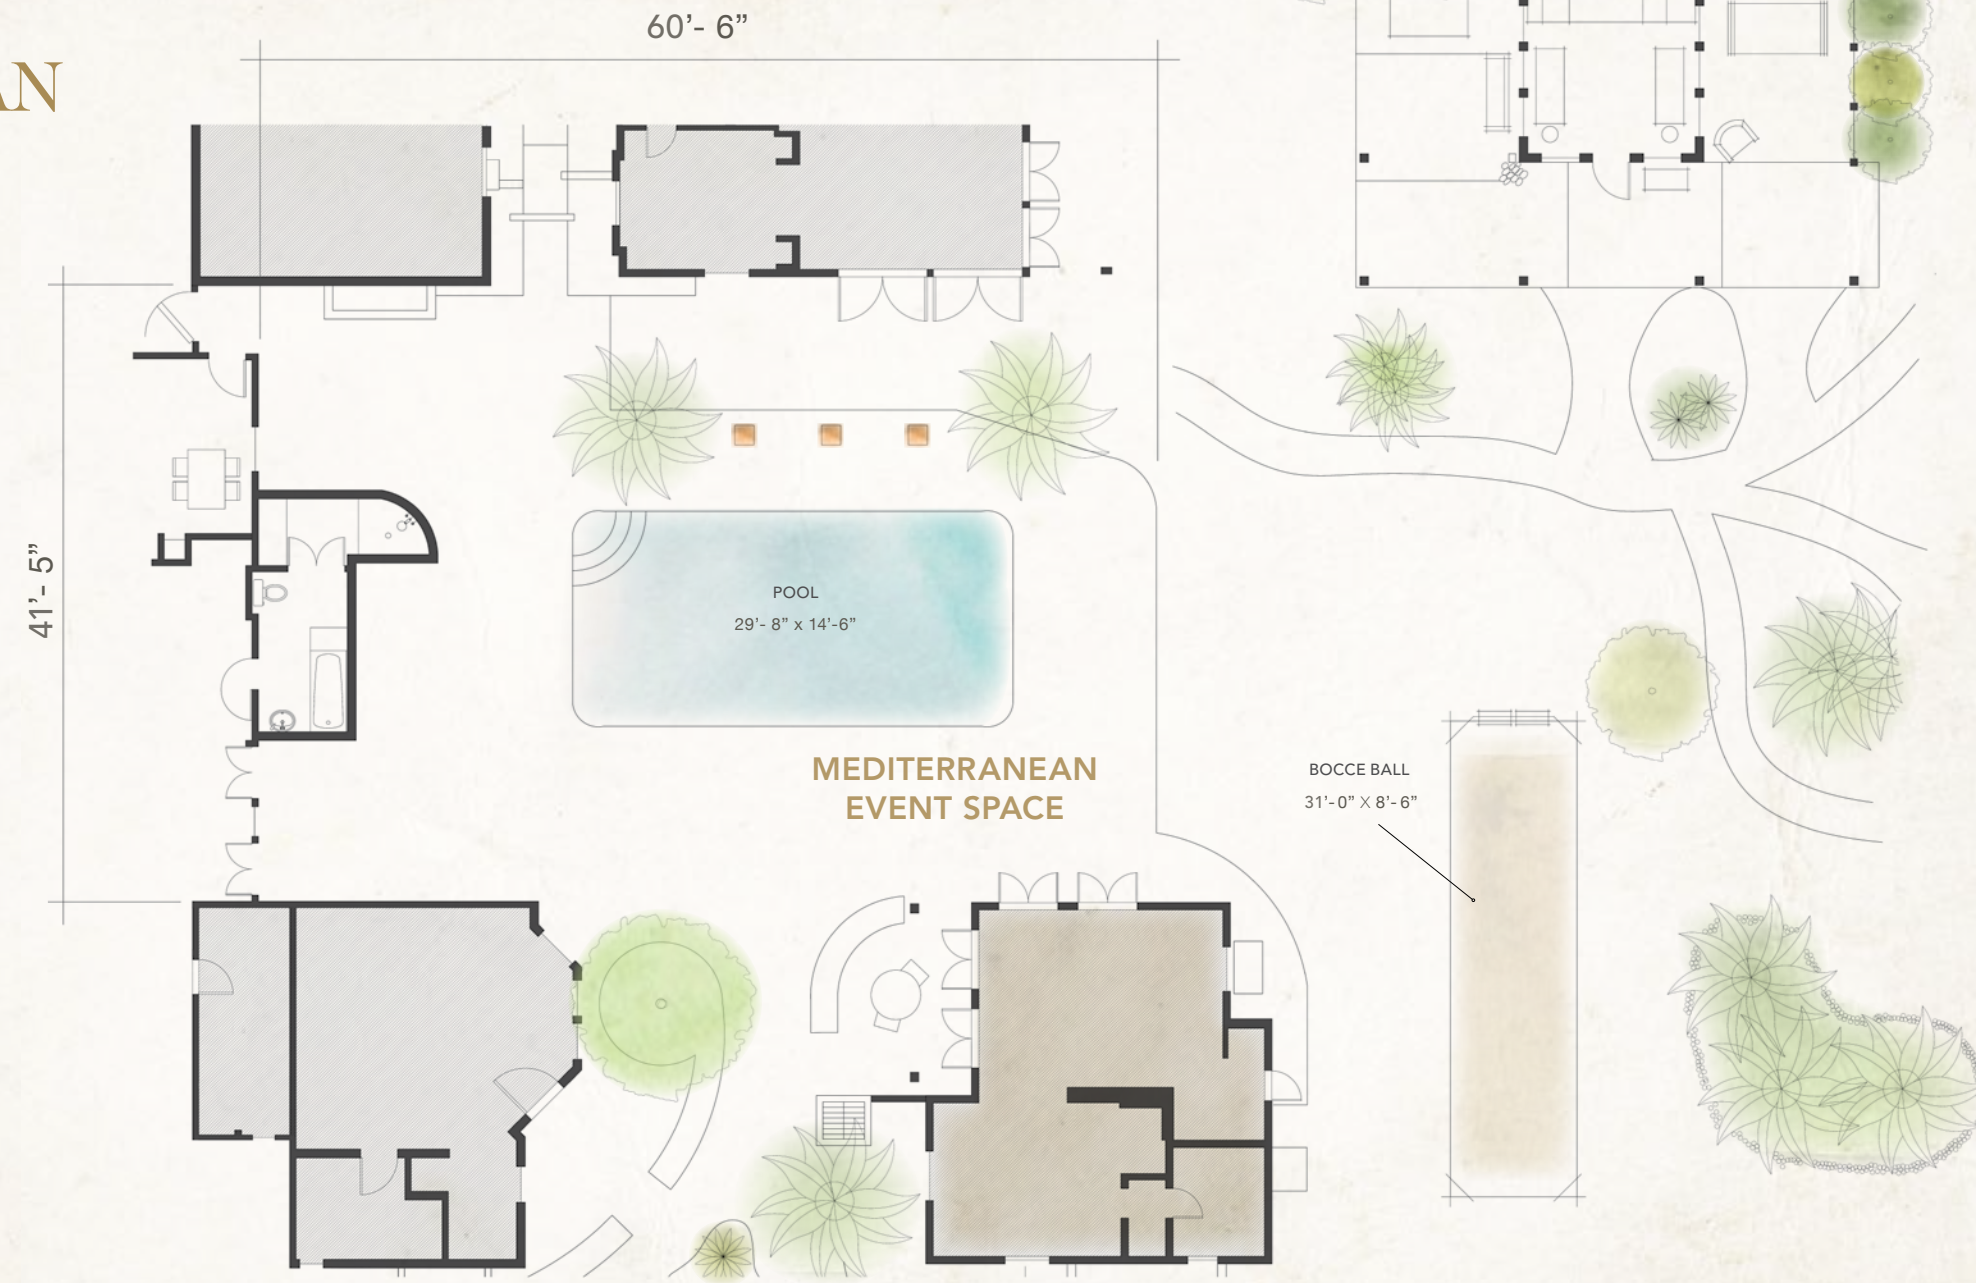 60’- 6”
AN
41’- 5”
POOL
29’- 8” x 14’-6”
MEDITERRANEAN
EVENT SPACE
BOCCE BALL
31’-0” X 8’- 6”